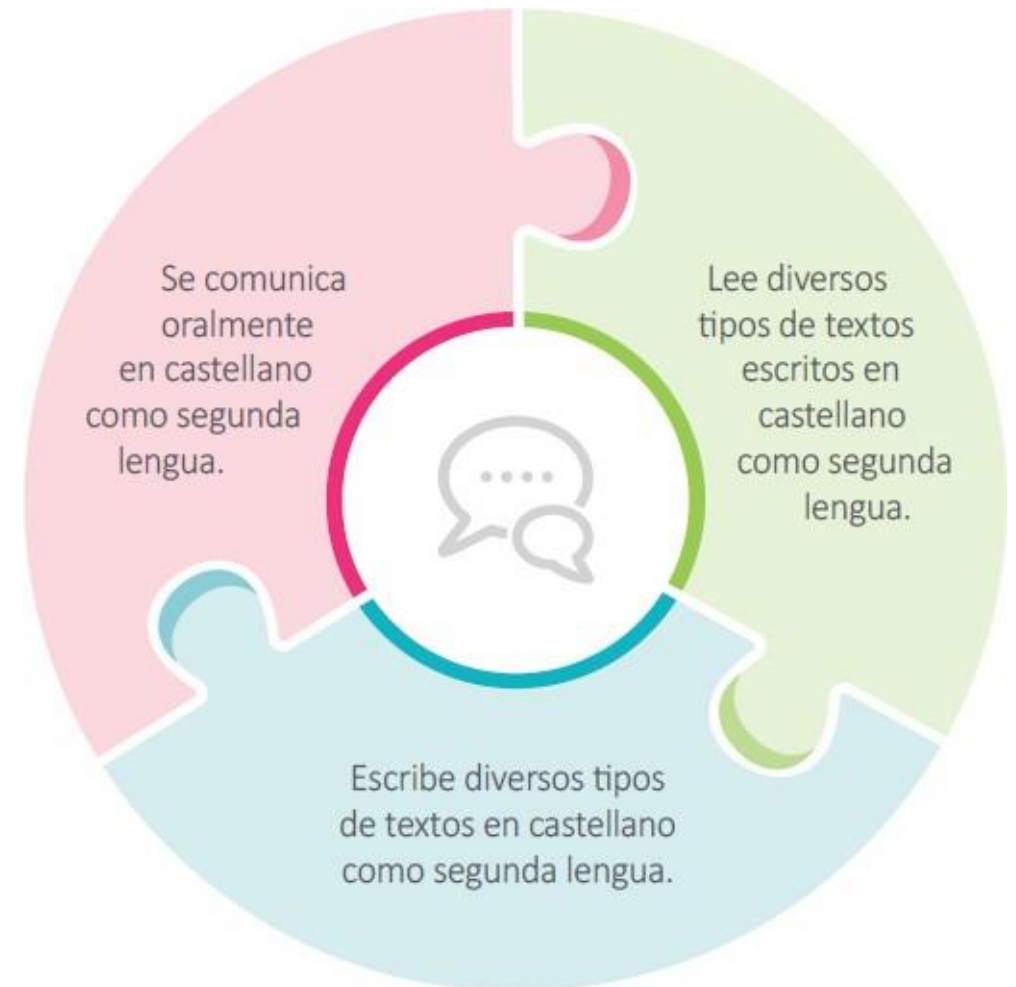 Se comunica
oralmente
en castellano
como segunda
lengua.
Lee diversos
tipos de textos
escritos en
castellano
como segunda
lengua.
Escribe diversos tipos
de textos en castellano
como segunda lengua.